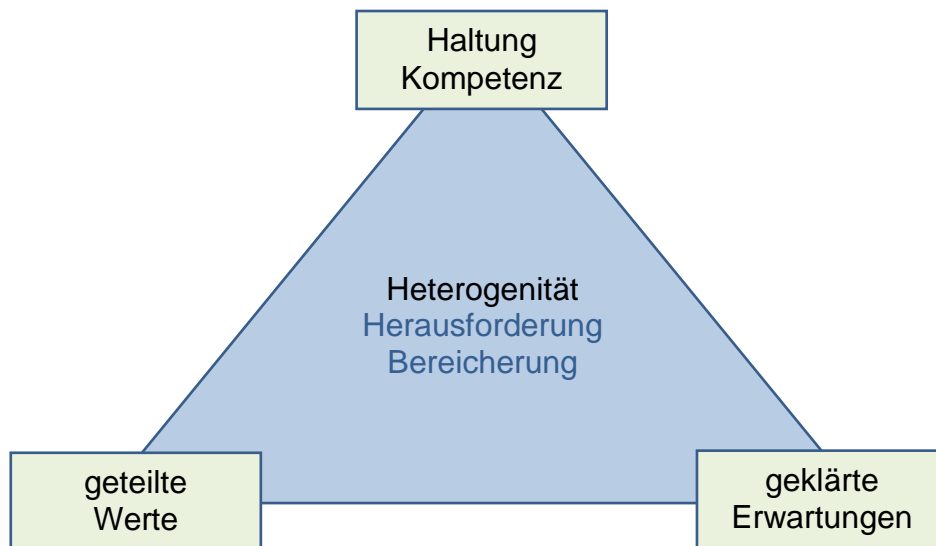 Haltung
Kompetenz
Heterogenität
Herausforderung
Bereicherung
geteilte
Werte
geklärte
Erwartungen